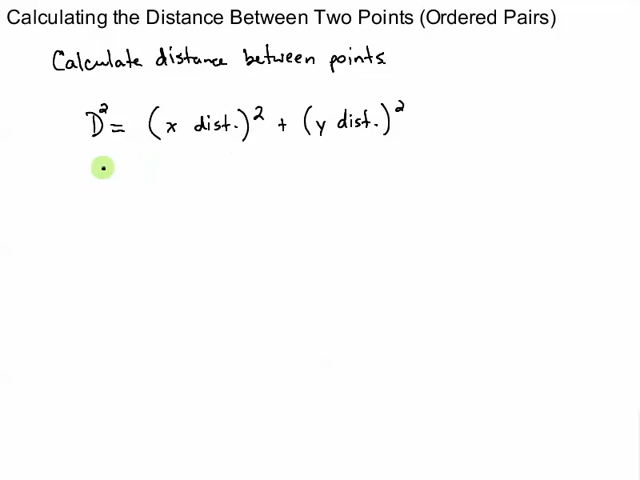 Calculating the Distance Between Two Points (Ordered Pairs)
Calculate distance between points
D² = (x dist.)² + (y dist.)²